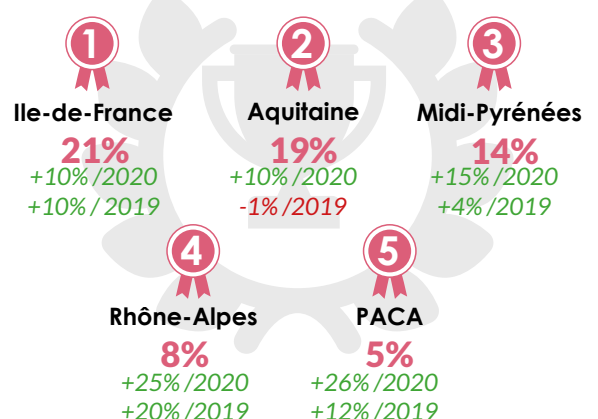 1 2 3
Ile-de-France Aquitaine Midi-Pyrénées
21% 19% 14%
+10% /2020 +10% /2020 +15% /2020
+10% / 2019 -1% /2019 +4% /2019
4 5
Rhône-Alpes PACA
8% 5%
+25% /2020 +26% /2020
+20% /2019 +12% /2019